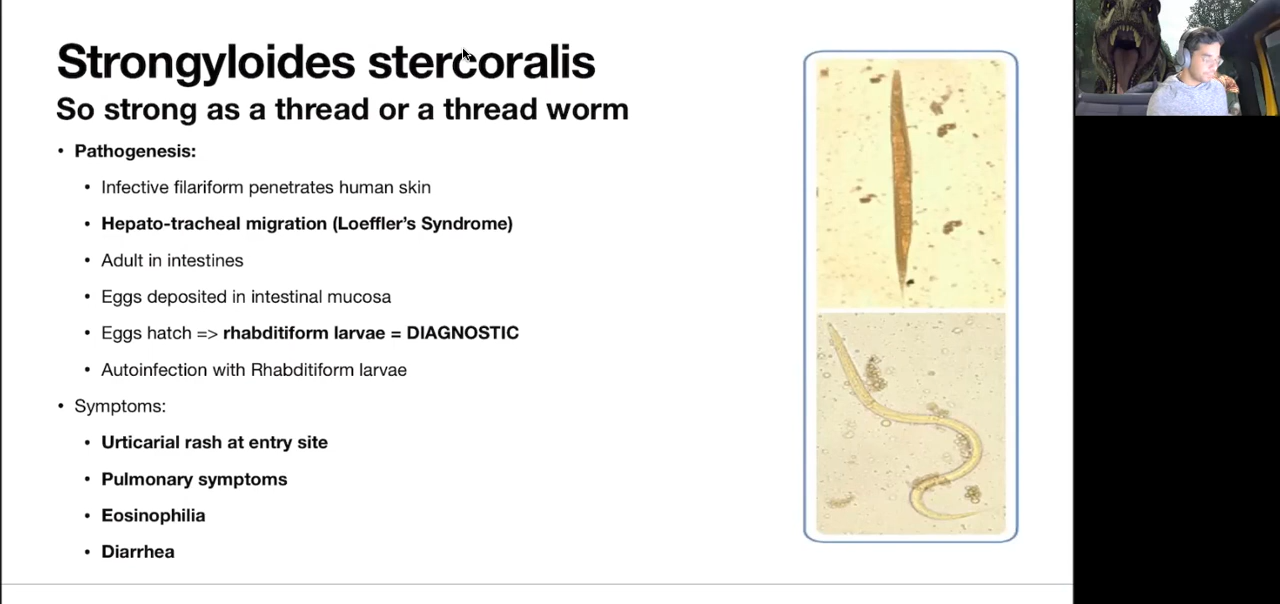 Strongyloides stercoralis
So strong as a thread or a thread worm
• Pathogenesis:
• Infective filariform penetrates human skin
• Hepato-tracheal migration (Loeffler’s Syndrome)
• Adult in intestines
• Eggs deposited in intestinal mucosa
• Eggs hatch => rhabditiform larvae = DIAGNOSTIC
• Autoinfection with Rhabditiform larvae
• Symptoms:
• Urticarial rash at entry site
• Pulmonary symptoms
• Eosinophilia
• Diarrhea